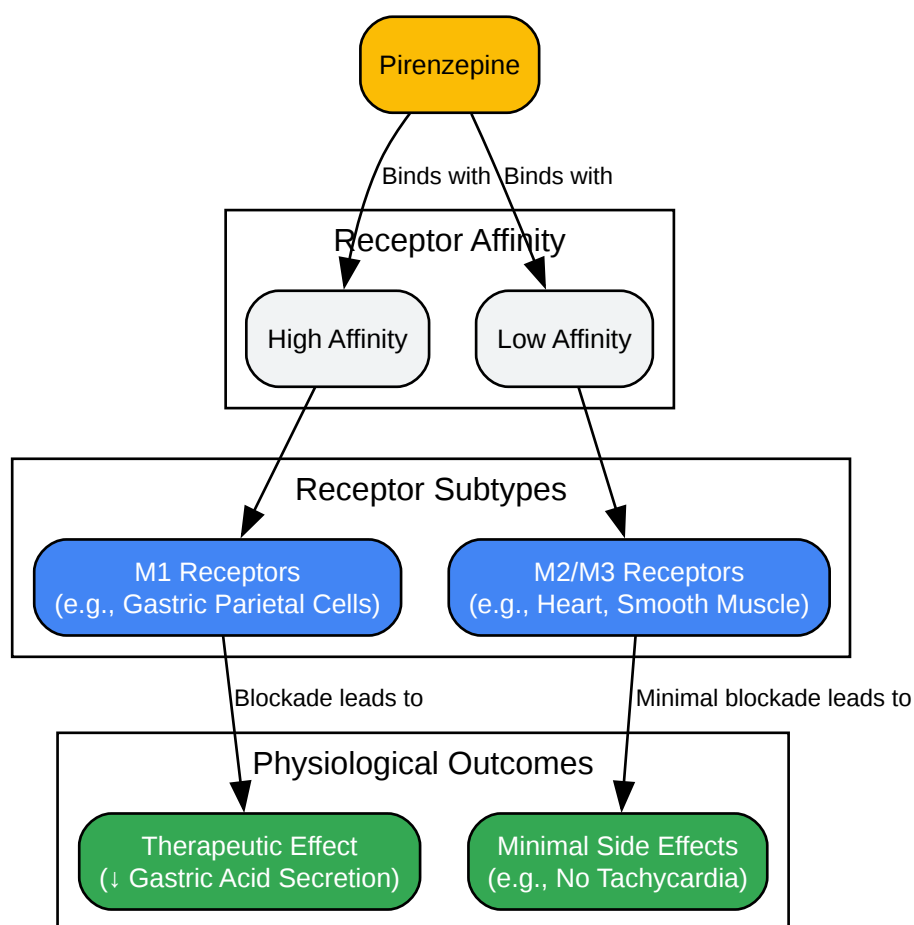 Pirenzepine
Binds with
Binds with
Receptor Affinity
High Affinity
Low Affinity
Receptor Subtypes
M1 Receptors
(e.g., Gastric Parietal Cells)
M2/M3 Receptors
(e.g., Heart, Smooth Muscle)
Blockade leads to
Minimal blockade leads to
Physiological Outcomes
Therapeutic Effect
(↓ Gastric Acid Secretion)
Minimal Side Effects
(e.g., No Tachycardia)